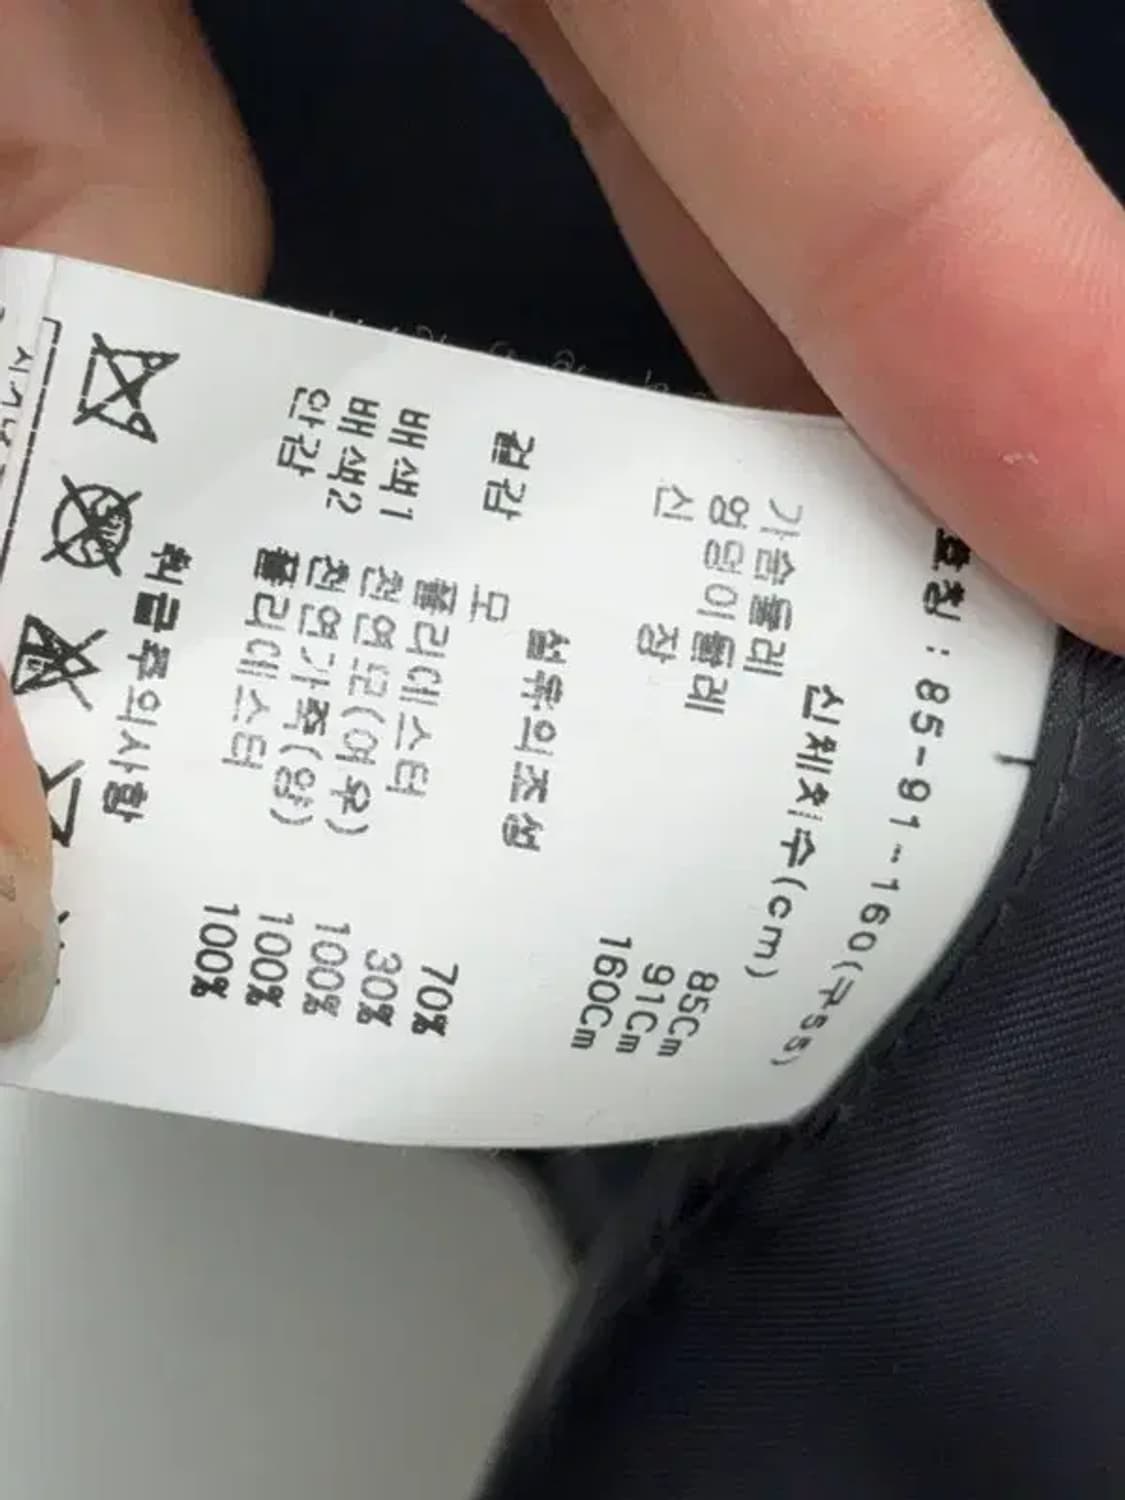 호칭 : 85-91-160(구55)
신체치수(cm)
가슴둘레 85Cm
엉덩이둘레 91Cm
신 장 160Cm
섬유의조성
겉감 모 70%
폴리에스터 30%
배색1 천연모(여우) 100%
배색2 천연가죽(양) 100%
안감 폴리에스터 100%
취급주의사항